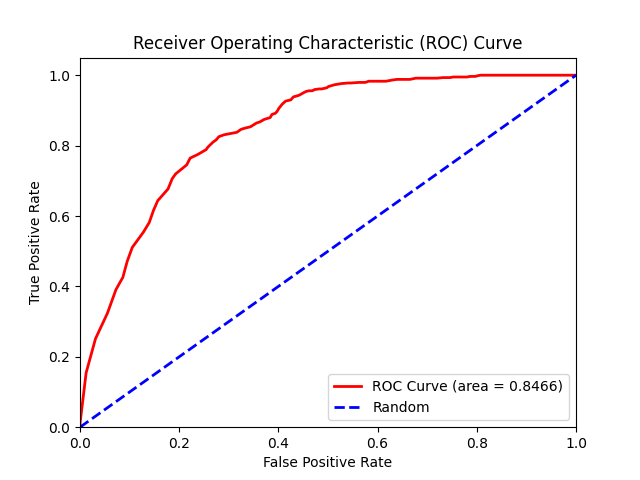 Receiver Operating Characteristic (ROC) Curve
1.0
0.8
0.6
0.4
0.2
0.0
True Positive Rate
ROC Curve (area = 0.8466)
Random
0.0 0.2 0.4 0.6 0.8 1.0
False Positive Rate